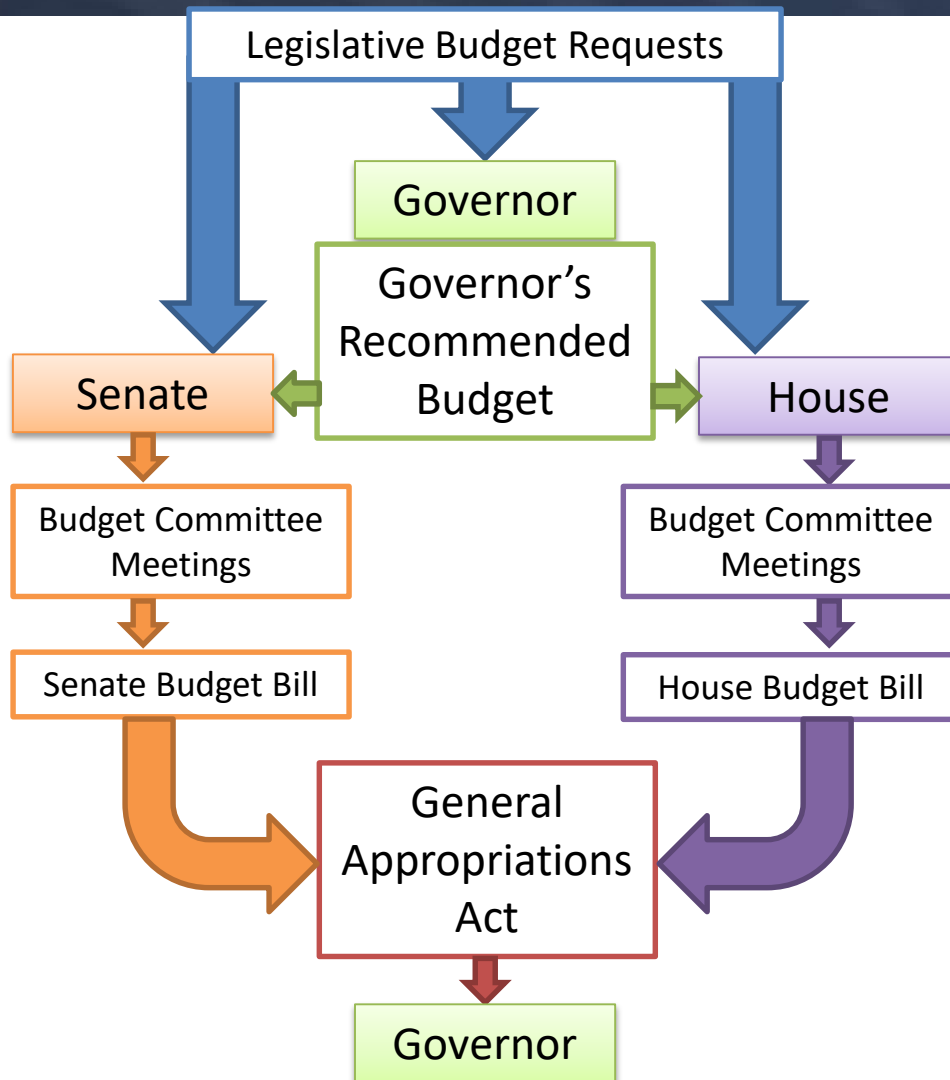 Legislative Budget Requests
Governor
Governor’s
Recommended
Budget
Senate
House
Budget Committee
Meetings
Budget Committee
Meetings
Senate Budget Bill
House Budget Bill
General
Appropriations
Act
Governor